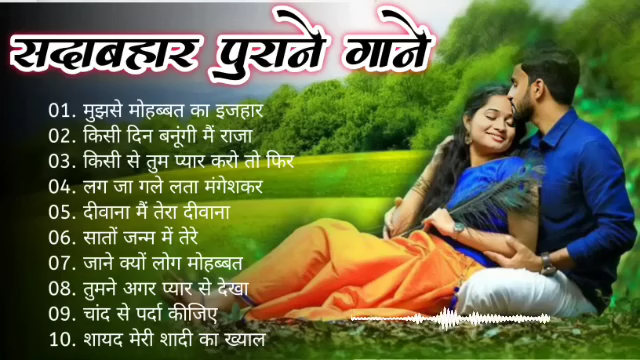 सदाबहार पुराने गाने
01. मुझसे मोहब्बत का इजहार
02. किसी दिन बनूंगी मैं राजा
03. किसी से तुम प्यार करो तो फिर
04. लग जा गले लता मंगेशकर
05. दीवाना मैं तेरा दीवाना
06. सातों जन्म में तेरे
07. जाने क्यों लोग मोहब्बत
08. तुमने अगर प्यार से देखा
09. चांद से पर्दा कीजिए
10. शायद मेरी शादी का ख्याल